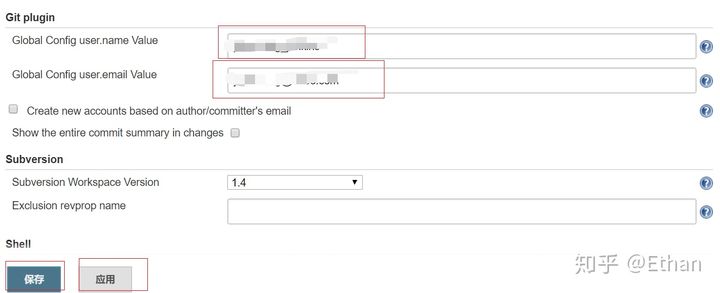 Git plugin
Global Config user.name Value
Global Config user.email Value
Create new accounts based on author/committer's email
Show the entire commit summary in changes
Subversion
Subversion Workspace Version 1.4
Exclusion revprop name
Shell
保存 应用
知乎 @Ethan